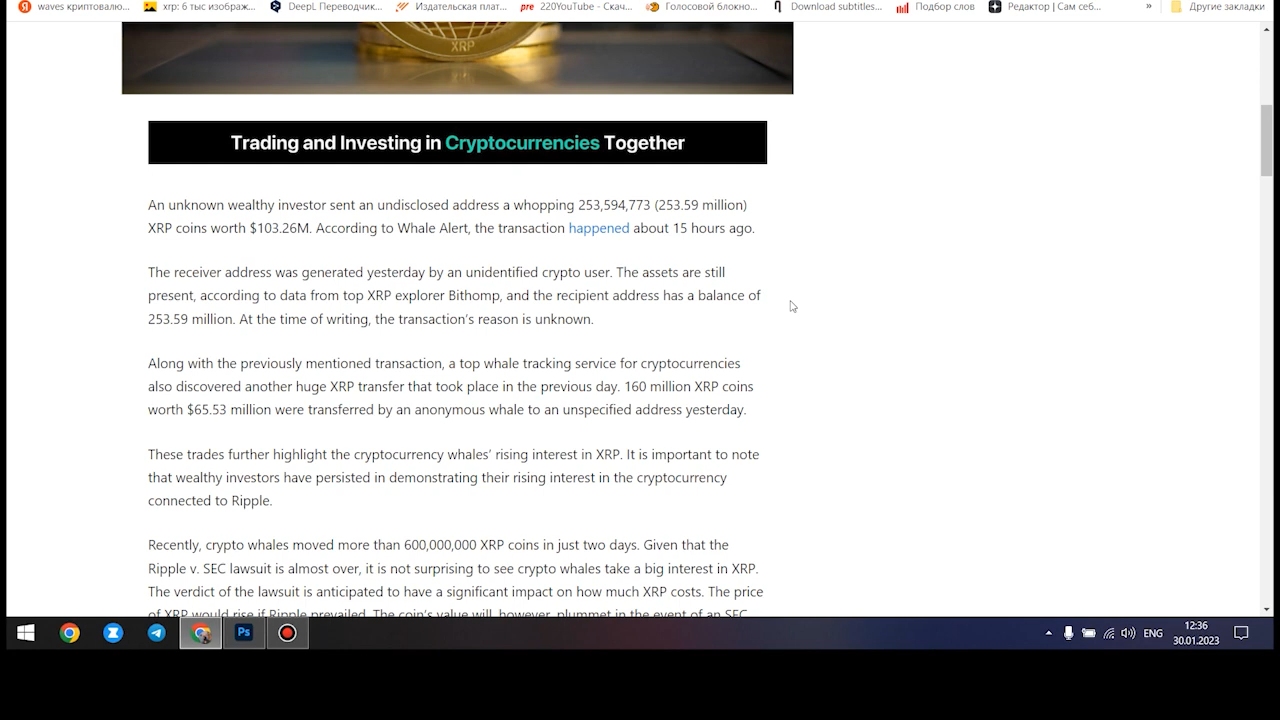 waves криптовалю...
xrp: 6 тыс изображ...
DeepL Переводчик...
Издательская плат...
pre 220YouTube - Скач...
Голосовой блокно...
Download subtitles...
Подбор слов
Редактор | Сам себ...
»
Другие закладки
XRP
Trading and Investing in Cryptocurrencies Together
An unknown wealthy investor sent an undisclosed address a whopping 253,594,773 (253.59 million)
XRP coins worth $103.26M. According to Whale Alert, the transaction happened about 15 hours ago.
The receiver address was generated yesterday by an unidentified crypto user. The assets are still
present, according to data from top XRP explorer Bithomp, and the recipient address has a balance of
253.59 million. At the time of writing, the transaction’s reason is unknown.
Along with the previously mentioned transaction, a top whale tracking service for cryptocurrencies
also discovered another huge XRP transfer that took place in the previous day. 160 million XRP coins
worth $65.53 million were transferred by an anonymous whale to an unspecified address yesterday.
These trades further highlight the cryptocurrency whales’ rising interest in XRP. It is important to note
that wealthy investors have persisted in demonstrating their rising interest in the cryptocurrency
connected to Ripple.
Recently, crypto whales moved more than 600,000,000 XRP coins in just two days. Given that the
Ripple v. SEC lawsuit is almost over, it is not surprising to see crypto whales take a big interest in XRP.
The verdict of the lawsuit is anticipated to have a significant impact on how much XRP costs. The price
of XRP would rise if Ripple prevailed. The coin’s value will, however, plummet in the event of an SEC
Ps
ENG
12:36
30.01.2023